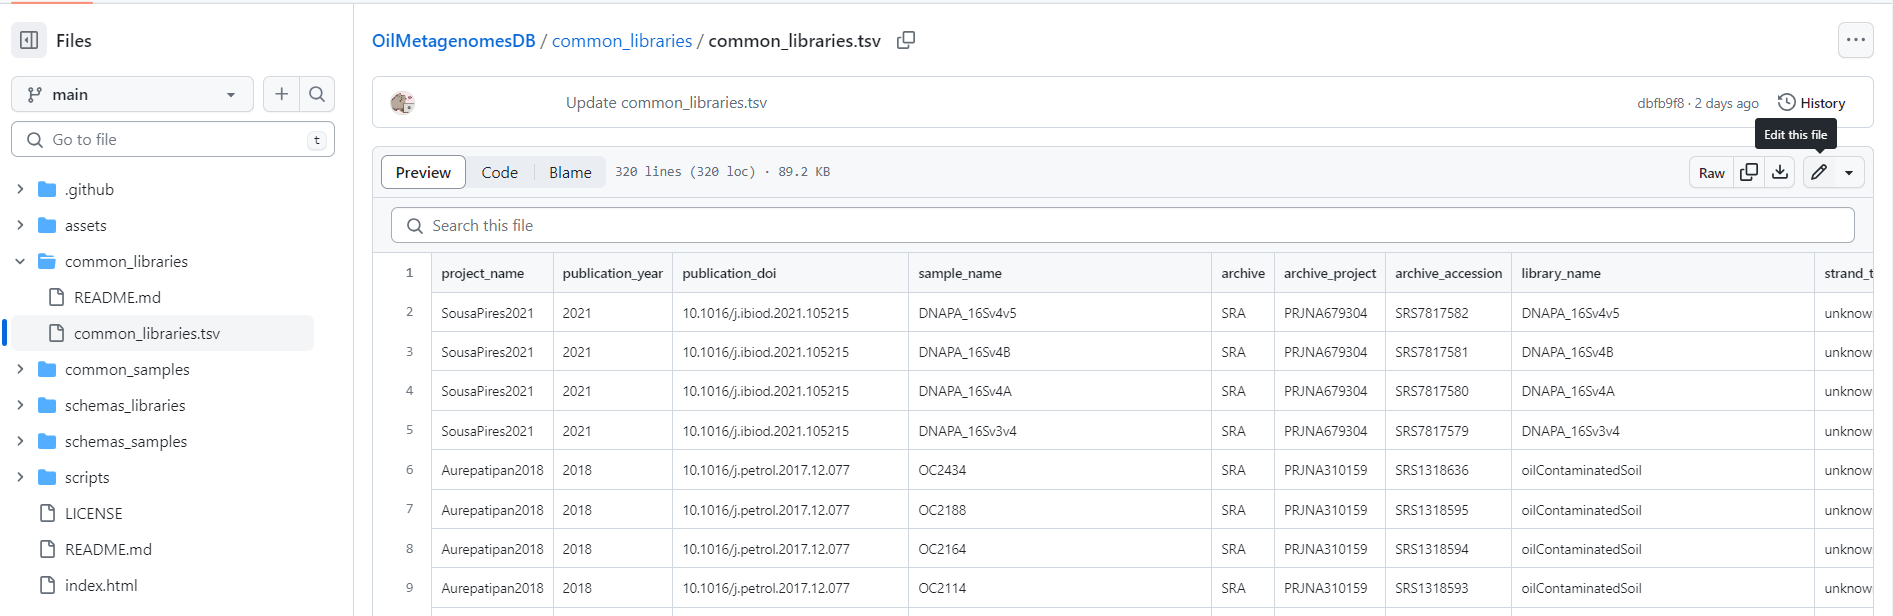 Files
main
Go to file
t
.github
assets
common_libraries
README.md
common_libraries.tsv
common_samples
schemas_libraries
schemas_samples
scripts
LICENSE
README.md
index.html
OilMetagenomesDB / common_libraries / common_libraries.tsv
Update common_libraries.tsv
dbfb9f8 · 2 days ago History
Edit this file
Preview Code Blame 320 lines (320 loc) · 89.2 KB
Raw
Search this file
1 project_name publication_year publication_doi sample_name archive archive_project archive_accession library_name strand_t
2 SousaPires2021 2021 10.1016/j.ibiod.2021.105215 DNAPA_16Sv4v5 SRA PRJNA679304 SRS7817582 DNAPA_16Sv4v5 unknow
3 SousaPires2021 2021 10.1016/j.ibiod.2021.105215 DNAPA_16Sv4B SRA PRJNA679304 SRS7817581 DNAPA_16Sv4B unknow
4 SousaPires2021 2021 10.1016/j.ibiod.2021.105215 DNAPA_16Sv4A SRA PRJNA679304 SRS7817580 DNAPA_16Sv4A unknow
5 SousaPires2021 2021 10.1016/j.ibiod.2021.105215 DNAPA_16Sv3v4 SRA PRJNA679304 SRS7817579 DNAPA_16Sv3v4 unknow
6 Aurepatipan2018 2018 10.1016/j.petrol.2017.12.077 OC2434 SRA PRJNA310159 SRS1318636 oilContaminatedSoil unknow
7 Aurepatipan2018 2018 10.1016/j.petrol.2017.12.077 OC2188 SRA PRJNA310159 SRS1318595 oilContaminatedSoil unknow
8 Aurepatipan2018 2018 10.1016/j.petrol.2017.12.077 OC2164 SRA PRJNA310159 SRS1318594 oilContaminatedSoil unknow
9 Aurepatipan2018 2018 10.1016/j.petrol.2017.12.077 OC2114 SRA PRJNA310159 SRS1318593 oilContaminatedSoil unknow